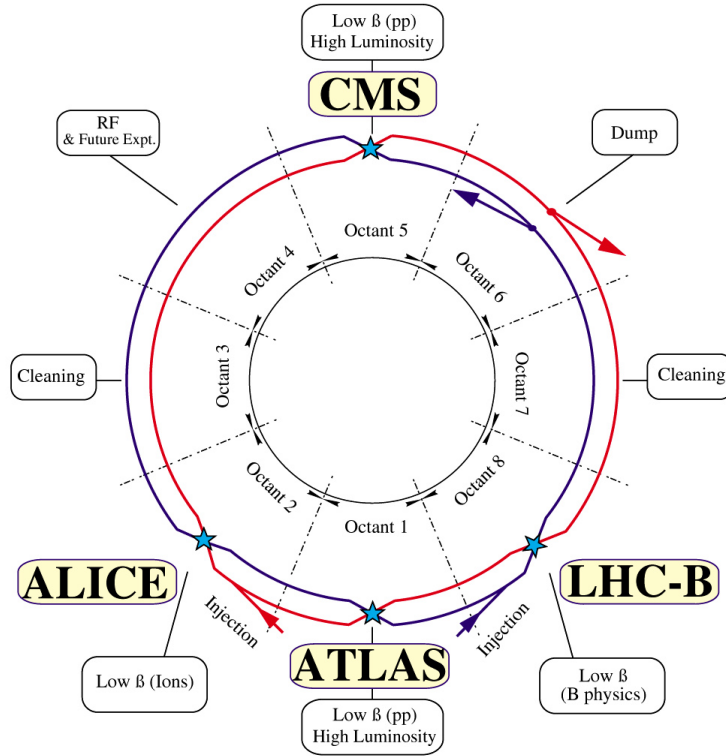 Low ß (pp)
High Luminosity
CMS
RF
& Future Expt.
Dump
Octant 5
Octant 4
Octant 6
Cleaning
Octant 3
Octant 7
Cleaning
Octant 2
Octant 8
Octant 1
ALICE
LHC-B
Injection
Injection
ATLAS
Low ß (Ions)
Low ß
(B physics)
Low ß (pp)
High Luminosity